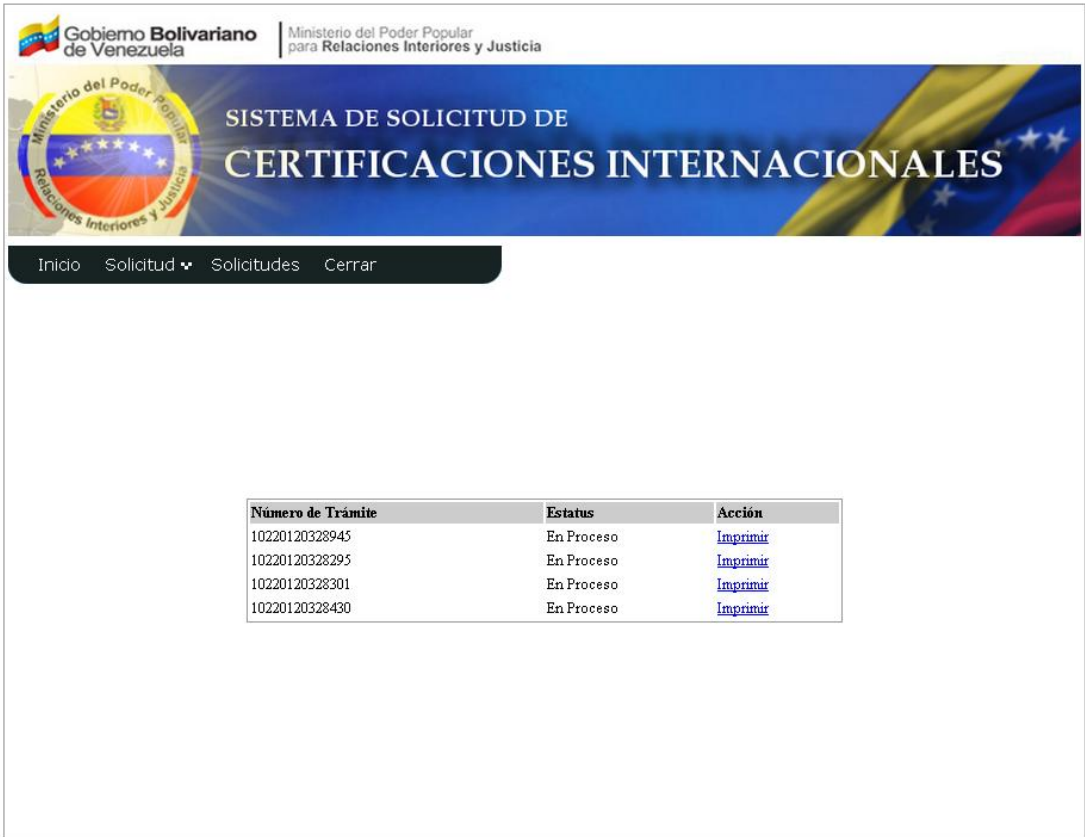 Gobierno Bolivariano
de Venezuela
Ministerio del Poder Popular
para Relaciones Interiores y Justicia
Ministerio del Poder Popular
Relaciones Interiores y Justicia
SISTEMA DE SOLICITUD DE
CERTIFICACIONES INTERNACIONALES
Inicio Solicitud Solicitudes Cerrar
Número de Trámite Estatus Acción
10220120328945 En Proceso Imprimir
10220120328295 En Proceso Imprimir
10220120328301 En Proceso Imprimir
10220120328430 En Proceso Imprimir